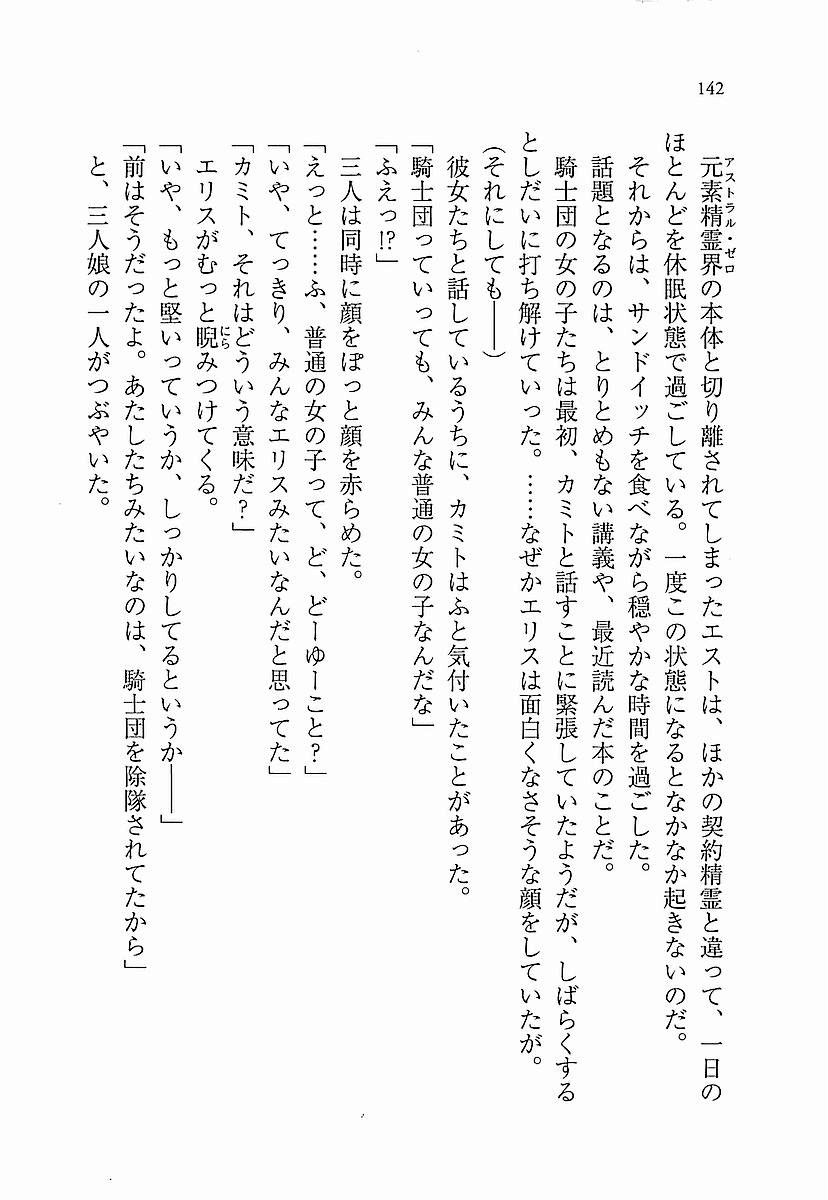 142
元素精霊界の本体と切り離されてしまったエストは、ほかの契約精霊と違って、一日の
アストラル・ゼロ
ほとんどを休眠状態で過ごしている。一度この状態になるとなかなか起きないのだ。
それからは、サンドイッチを食べながら穏やかな時間を過ごした。
話題となるのは、とりとめもない講義や、最近読んだ本のことだ。
騎士団の女の子たちは最初、カミトと話すことに緊張していたようだが、しばらくする
としだいに打ち解けていった。……なぜかエリスは面白くなさそうな顔をしていたが。
（それにしても――）
彼女たちと話しているうちに、カミトはふと気付いたことがあった。
「騎士団っていっても、みんな普通の女の子なんだな」
「ふえっ!?」
三人は同時に顔をぽっと顔を赤らめた。
「えっと……ふ、普通の女の子って、ど、どーゆーこと？」
「いや、てっきり、みんなエリスみたいなんだと思ってた」
「カミト、それはどういう意味だ？」
エリスがむっと睨みつけてくる。
にら
「いや、もっと堅いっていうか、しっかりしてるというか――」
「前はそうだったよ。あたしたちみたいなのは、騎士団を除隊されてたから」
と、三人娘の一人がつぶやいた。